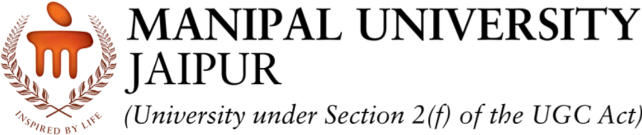 MANIPAL UNIVERSITY
JAIPUR
(University under Section 2(f) of the UGC Act)
INSPIRED BY LIFE